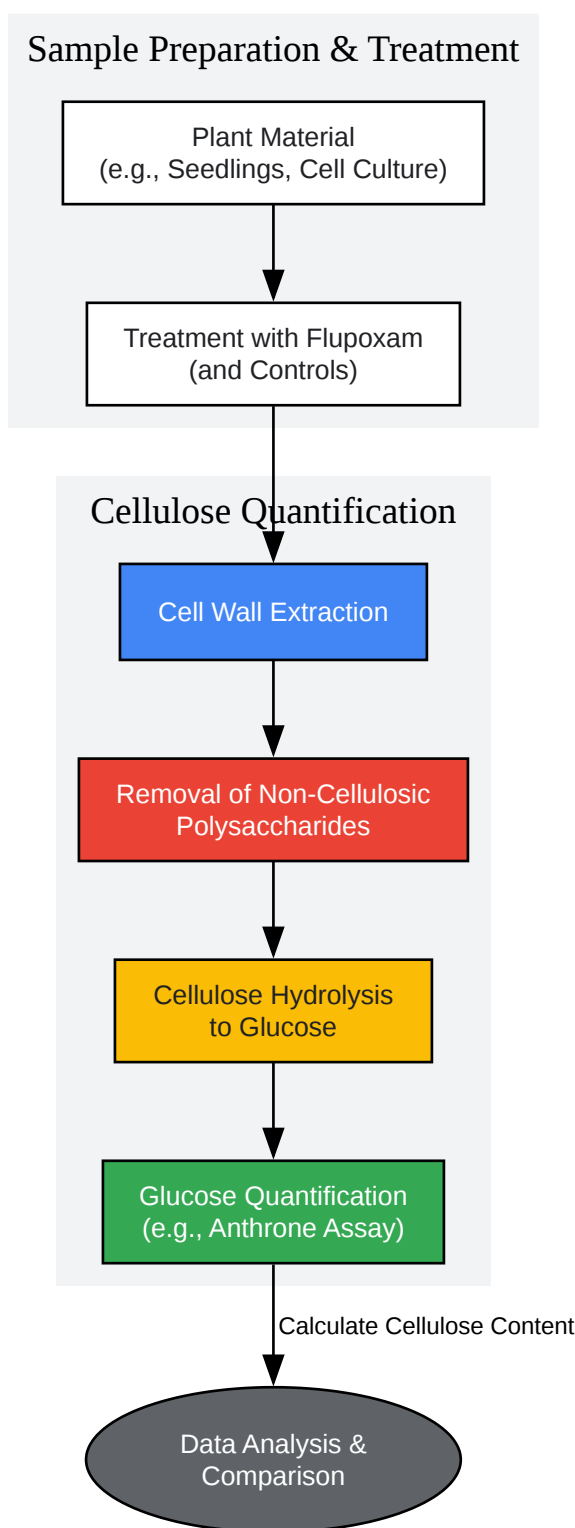 Sample Preparation & Treatment
Plant Material
(e.g., Seedlings, Cell Culture)
Treatment with Flupoxam
(and Controls)
Cellulose Quantification
Cell Wall Extraction
Removal of Non-Cellulosic
Polysaccharides
Cellulose Hydrolysis
to Glucose
Glucose Quantification
(e.g., Anthrone Assay)
Calculate Cellulose Content
Data Analysis &
Comparison